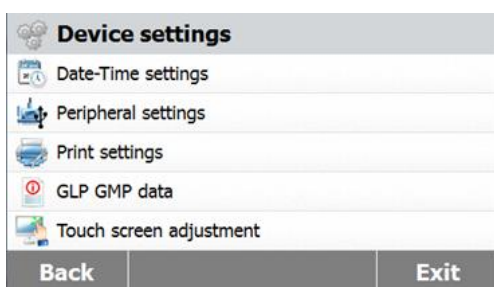 Device settings
Date-Time settings
Peripheral settings
Print settings
GLP GMP data
Touch screen adjustment
Back Exit